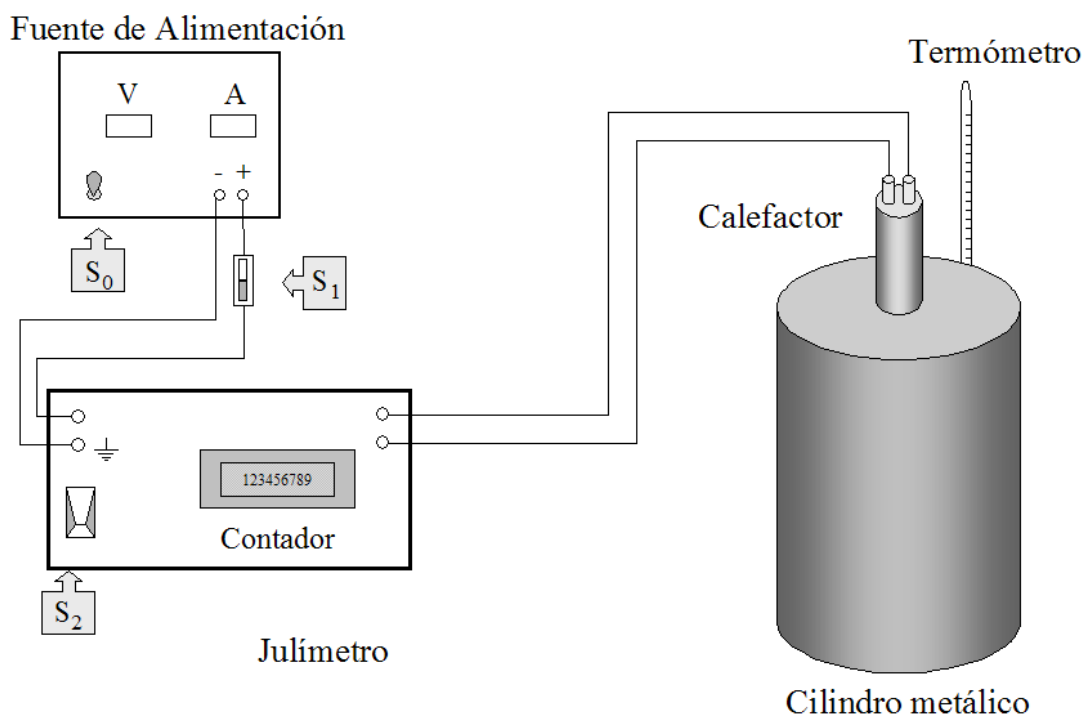 Fuente de Alimentación
V A
- +
S0
S1
Termómetro
Calefactor
123456789
Contador
S2
Julímetro
Cilindro metálico